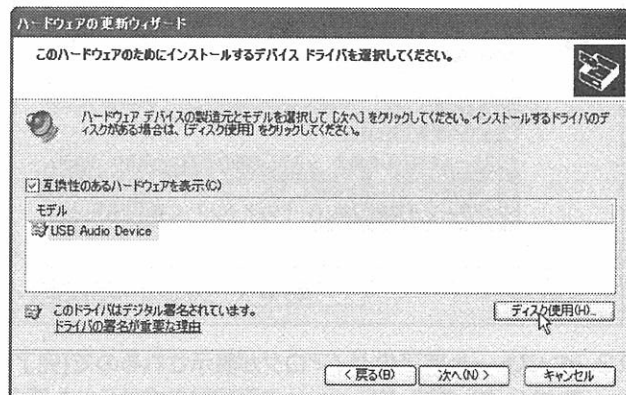 ハードウェアの更新ウィザード
このハードウェアのためにインストールするデバイス ドライバを選択してください。
ハードウェア デバイスの製造元とモデルを選択して [次へ] をクリックしてください。インストールするドライバのデ
ィスクがある場合は、[ディスク使用] をクリックしてください。
互換性のあるハードウェアを表示(C)
モデル
USB Audio Device
このドライバはデジタル署名されています。
ドライバの署名が重要な理由
ディスク使用(H)...
< 戻る(B)
次へ(N) >
キャンセル